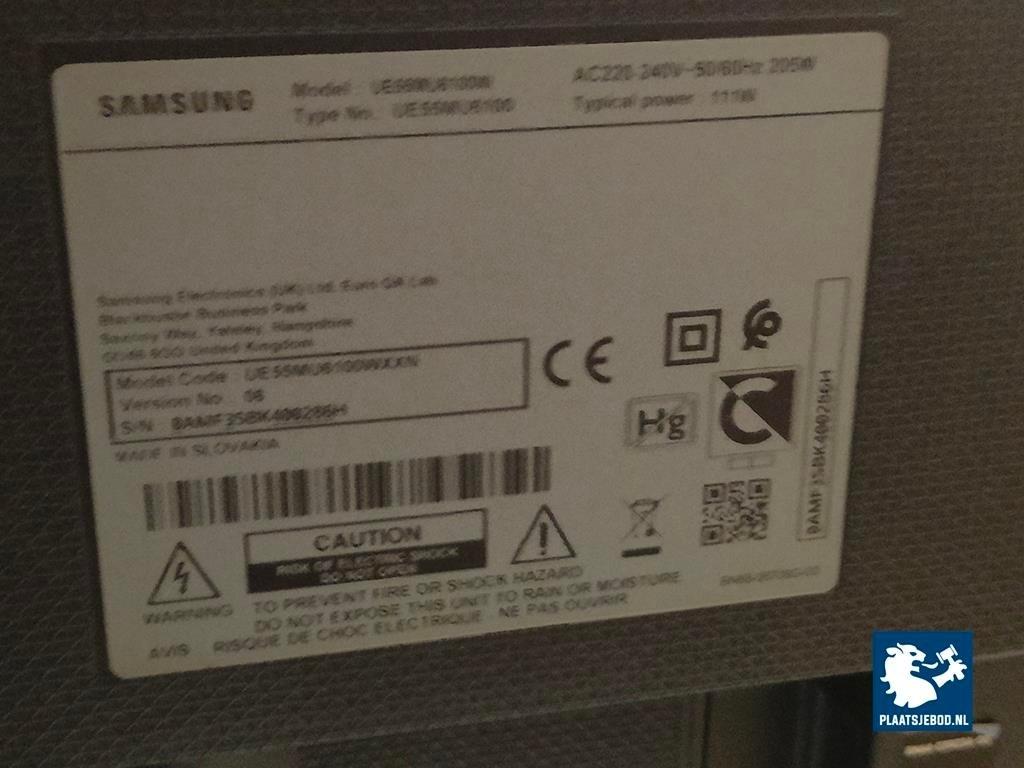 SAMSUNG
Model : UE55MU6100W
Type No. : UE55MU6100
AC220-240V~50/60Hz 205W
Typical power : 111W
Samsung Electronics (UK) Ltd. Euro QA Lab
Blackbushe Business Park
Saxony Way, Yateley, Hampshire
GU46 6GG United Kingdom
Model Code : UE55MU6100WXXN
Version No. : 06
S/N : 0AMF35BK400286H
MADE IN SLOVAKIA
CE
Hg
0AMF35BK400286H
CAUTION
RISK OF ELECTRIC SHOCK
DO NOT OPEN
WARNING
TO PREVENT FIRE OR SHOCK HAZARD
DO NOT EXPOSE THIS UNIT TO RAIN OR MOISTURE
AVIS : RISQUE DE CHOC ELECTRIQUE . NE PAS OUVRIR
PLAATSJEBOD.NL